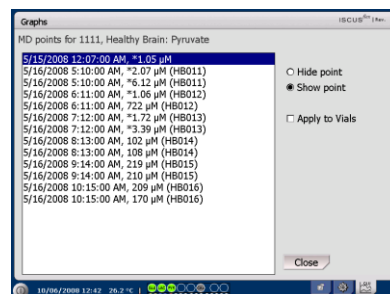 Graphs
ISCUS Flex | Rec.
MD points for 1111, Healthy Brain: Pyruvate
5/15/2008 12:07:00 AM, *1.05 µM
5/16/2008 5:10:00 AM, *2.07 µM (HB011)
5/16/2008 5:10:00 AM, *6.12 µM (HB011)
5/16/2008 6:11:00 AM, *1.06 µM (HB012)
5/16/2008 6:11:00 AM, 722 µM (HB012)
5/16/2008 7:12:00 AM, *1.72 µM (HB013)
5/16/2008 7:12:00 AM, *3.39 µM (HB013)
5/16/2008 8:13:00 AM, 102 µM (HB014)
5/16/2008 8:13:00 AM, 108 µM (HB014)
5/16/2008 9:14:00 AM, 219 µM (HB015)
5/16/2008 9:14:00 AM, 210 µM (HB015)
5/16/2008 10:15:00 AM, 209 µM (HB016)
5/16/2008 10:15:00 AM, 170 µM (HB016)
Hide point
Show point
Apply to Vials
Close
10/06/2008 12:42 26.2 °C